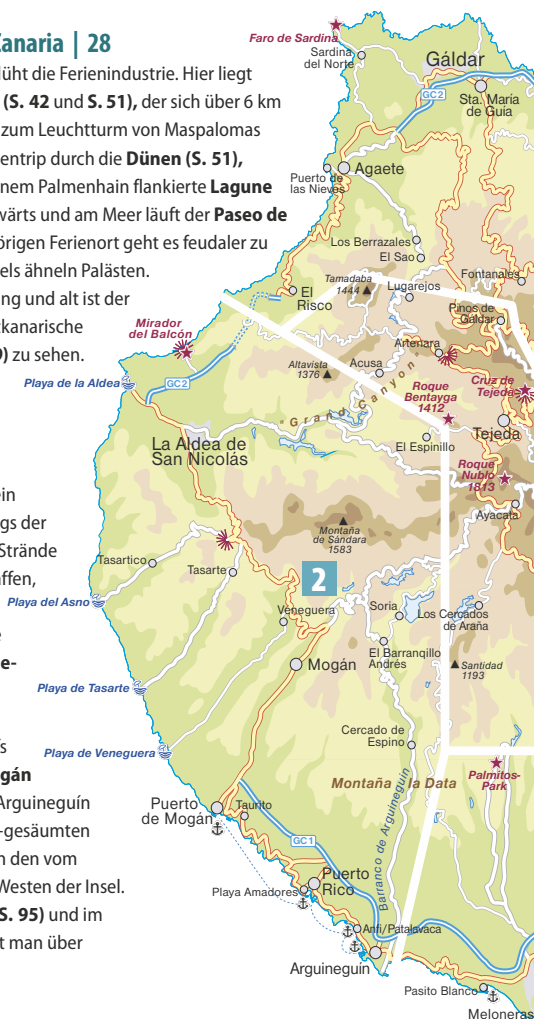 Canaria | 28
lüht die Ferienindustrie. Hier liegt
(S. 42 und S. 51), der sich über 6 km
zum Leuchtturm von Maspalomas
entrip durch die Dünen (S. 51),
nem Palmenhain flankierte Lagune
wärts und am Meer läuft der Paseo de
örigen Ferienort geht es feudaler zu
els ähneln Palästen.
ng und alt ist der
kanarische
) zu sehen.
ein
gs der
Strände
ffen,
e-
s
gán
Arguineguín
-gesäumten
n den vom
Westen der Insel.
S. 95) und im
t man über
Faro de Sardina
Sardina
del Norte
Gáldar
GC2
Sta. María
de Guía
Agaete
Puerto de
las Nieves
Los Berrazales
El Sao
Fontanales
Tamadaba
1444
Lugarejos
El
Risco
Pinos de
Gáldar
Mirador
del Balcón
Artenara
Altavista
1376
Acusa
Playa de la Aldea
GC2
Roque
Bentayga
1412
Cruz de
Tejeda
"Grand Canyon"
Tejeda
La Aldea de
San Nicolás
El Espinillo
Roque
Nublo
1813
Ayacata
Montaña
de Sándara
1583
Tasartico
Tasarte
2
Playa del Asno
Veneguera
Soria
Los Cercados
de Araña
El Barranquillo
Andrés
Mogán
Santidad
1193
Playa de Tasarte
Cercado de
Espino
Playa de Veneguera
Palmitos-
Park
Montaña la Data
Barranco de Arguineguín
Puerto
de Mogán
Taurito
GC1
Puerto
Rico
Playa Amadores
Anfi/Patalavaca
Arguineguín
Pasito Blanco
Meloneras